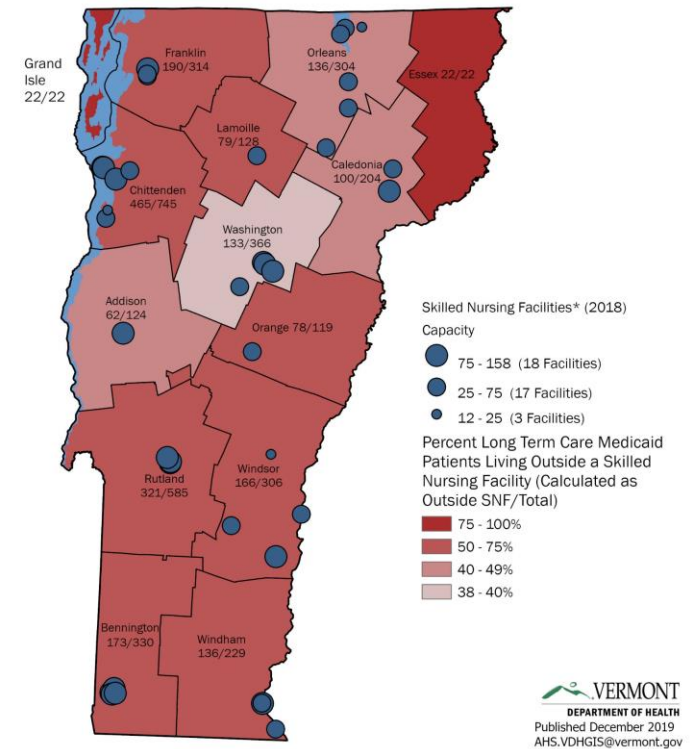 Grand
Isle
22/22
Franklin
190/314
Orleans
136/304
Essex 22/22
Lamoille
79/128
Caledonia
100/204
Chittenden
465/745
Washington
133/366
Addison
62/124
Orange 78/119
Rutland
321/585
Windsor
166/306
Bennington
173/330
Windham
136/229
Skilled Nursing Facilities* (2018)
Capacity
75 - 158 (18 Facilities)
25 - 75 (17 Facilities)
12 - 25 (3 Facilities)
Percent Long Term Care Medicaid
Patients Living Outside a Skilled
Nursing Facility (Calculated as
Outside SNF/Total)
75 - 100%
50 - 75%
40 - 49%
38 - 40%
VERMONT
DEPARTMENT OF HEALTH
Published December 2019
AHS.VDHGIS@vermont.gov